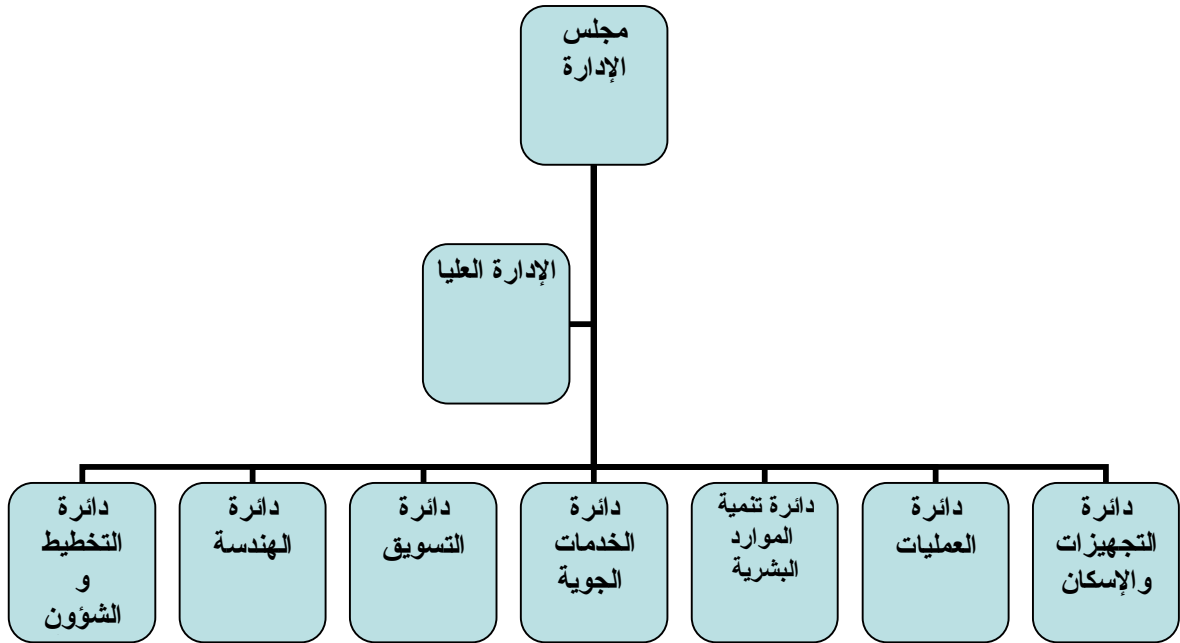 مجلس
الإدارة
الإدارة العليا
دائرة
التجهيزات
والإسكان
دائرة
العمليات
دائرة تنمية
الموارد
البشرية
دائرة
الخدمات
الجوية
دائرة
التسويق
دائرة
الهندسة
دائرة
التخطيط
و
الشؤون